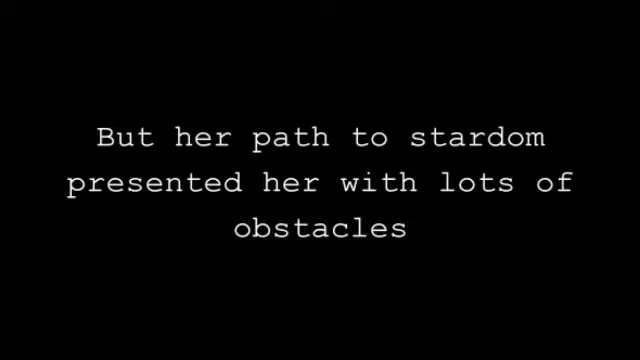 But her path to stardom
presented her with lots of
obstacles